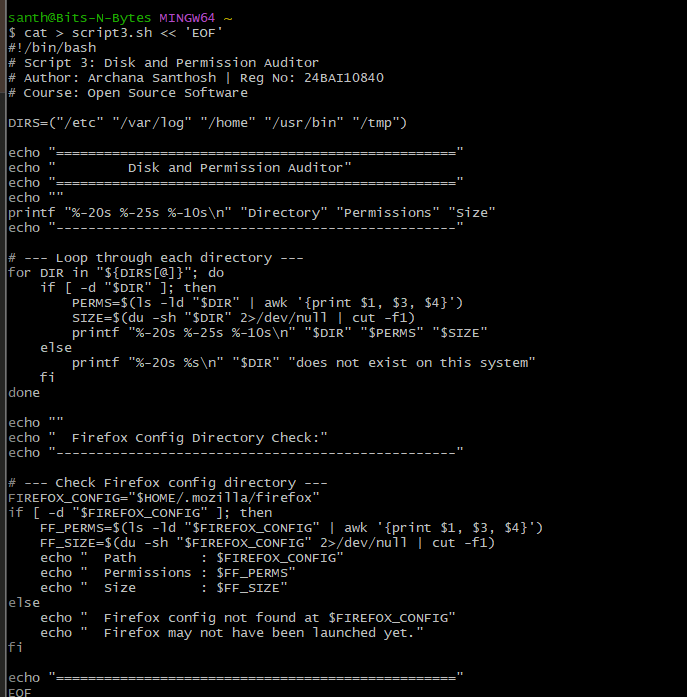 santh@Bits-N-Bytes MINGW64 ~
$ cat > script3.sh << 'EOF'
#!/bin/bash
# Script 3: Disk and Permission Auditor
# Author: Archana Santhosh | Reg No: 24BAI10840
# Course: Open Source Software

DIRS=("/etc" "/var/log" "/home" "/usr/bin" "/tmp")

echo "=================================================="
echo "         Disk and Permission Auditor"
echo "=================================================="
echo ""
printf "%-20s %-25s %-10s\n" "Directory" "Permissions" "Size"
echo "--------------------------------------------------"

# --- Loop through each directory ---
for DIR in "${DIRS[@]}"; do
    if [ -d "$DIR" ]; then
        PERMS=$(ls -ld "$DIR" | awk '{print $1, $3, $4}')
        SIZE=$(du -sh "$DIR" 2>/dev/null | cut -f1)
        printf "%-20s %-25s %-10s\n" "$DIR" "$PERMS" "$SIZE"
    else
        printf "%-20s %s\n" "$DIR" "does not exist on this system"
    fi
done

echo ""
echo "  Firefox Config Directory Check:"
echo "--------------------------------------------------"

# --- Check Firefox config directory ---
FIREFOX_CONFIG="$HOME/.mozilla/firefox"
if [ -d "$FIREFOX_CONFIG" ]; then
    FF_PERMS=$(ls -ld "$FIREFOX_CONFIG" | awk '{print $1, $3, $4}')
    FF_SIZE=$(du -sh "$FIREFOX_CONFIG" 2>/dev/null | cut -f1)
    echo "  Path        : $FIREFOX_CONFIG"
    echo "  Permissions : $FF_PERMS"
    echo "  Size        : $FF_SIZE"
else
    echo "  Firefox config not found at $FIREFOX_CONFIG"
    echo "  Firefox may not have been launched yet."
fi

echo "=================================================="
EOF